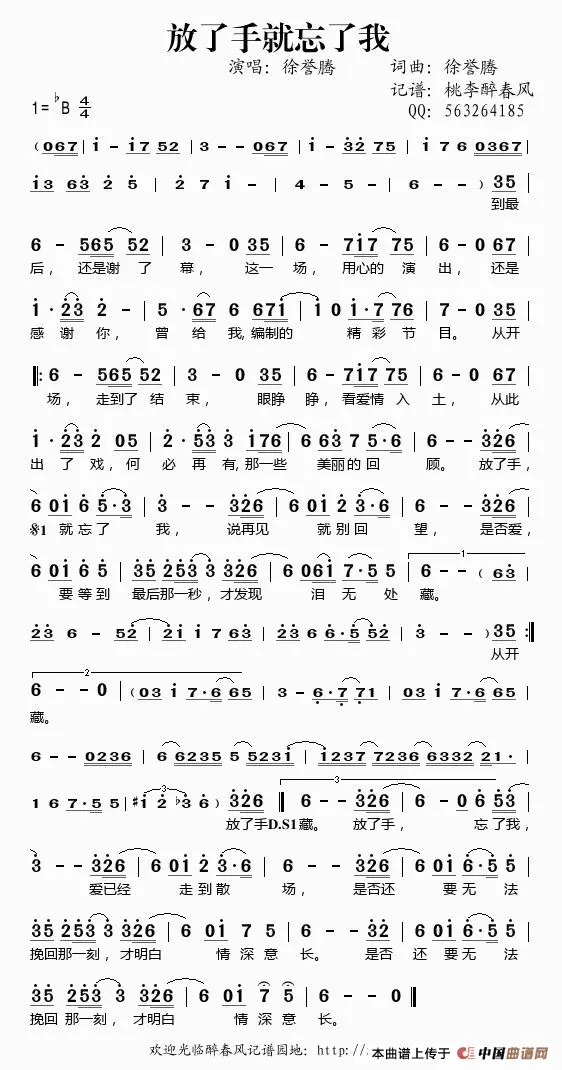 放了手就忘了我
演唱：徐誉腾 词曲：徐誉腾
记谱：桃李醉春风
1=♭B 4/4 QQ：563264185
(067 | i - i7 52 | 3 - - 067 | i - 32 75 | i 7 6 0367
i3 63 2 5 | 2 7 i - | 4 - 5 - | 6 - - ) 35
到最
6 - 565 52 | 3 - 0 35 | 6 - 7i7 75 | 6 - 0 67
后，还是谢了幕，这一场，用心的演出，还是
i · 23 2 - | 5 · 67 6 67i | i0 i·7 76 | 7 - 0 35
感谢你，曾给我，编制的精彩节目。从开
‖: 6 - 565 52 | 3 - 0 35 | 6 - 7i7 75 | 6 - 0 67
场，走到了结束，眼睁睁，看爱情入土，从此
i · 23 2 05 | 2 · 53 3 i76 | 6 63 7 5·6 | 6 - - 326
出了戏，何必再有，那一些美丽的回顾。放了手，
6 0i 6 5·3 | 3 - - 326 | 6 0i 2 3·6 | 6 - - 326
※1 就忘了我，说再见就别回望，是否爱，
6 0i 6 5 | 35 253 3 326 | 6 06i 7·5 5 | 6 - - (63
1
要等到最后那一秒，才发现泪无处藏。
23 6 - 52 | 2i i 7 63 | 23 6 6·5 52 | 3 - - ) 35 :‖
从开
2
6 - - 0 | (03 i 7·6 65 | 3 - 6·7 71 | 03 i 7·6 65
藏。
6 - - 0236 | 6 6235 5 523i | i237 7236 6332 21·
1 6 7·5 5 | #i 2 ♭3 6 ) 326 ‖ 6 - - 326 | 6 - 0 6 53
3 3
放了手D.S1藏。放了手，忘了我，
3 - - 326 | 6 0i 2 3·6 | 6 - - 326 | 6 0i 6·5 5
爱已经走到散场，是否还要无法
35 253 3 326 | 6 0i 7 5 | 6 - - 32 | 6 0i 6·5 5
挽回那一刻，才明白情深意长。是否还要无法
35 253 3 326 | 6 0i 7 5 | 6 - - 0 ‖
挽回那一刻，才明白情深意长。
欢迎光临醉春风记谱园地：http://
本曲谱上传于 中国曲谱网